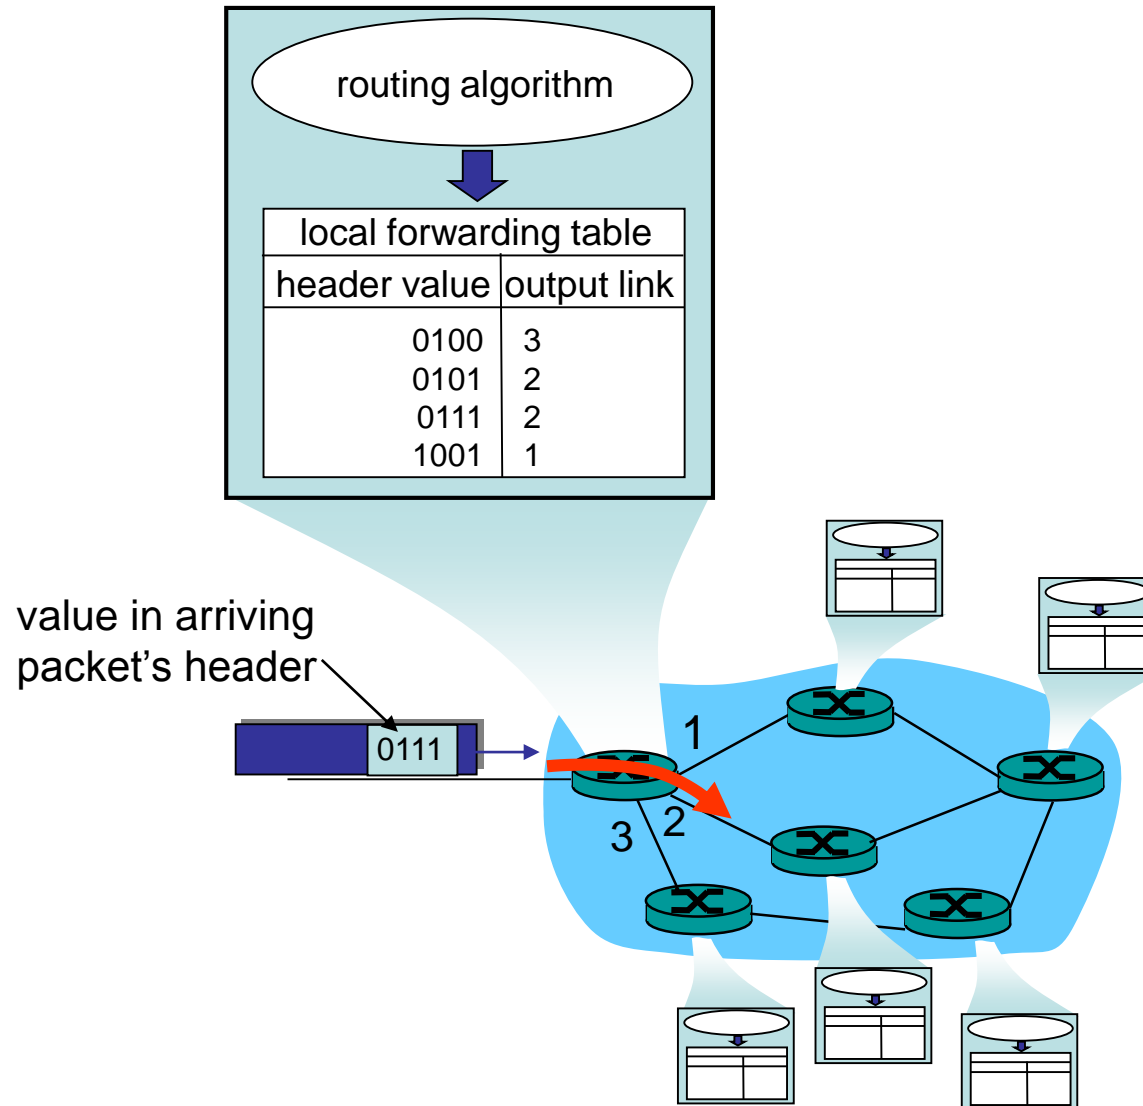 routing algorithm
local forwarding table
header value output link
0100 3
0101 2
0111 2
1001 1
value in arriving
packet's header
0111
1
2
3